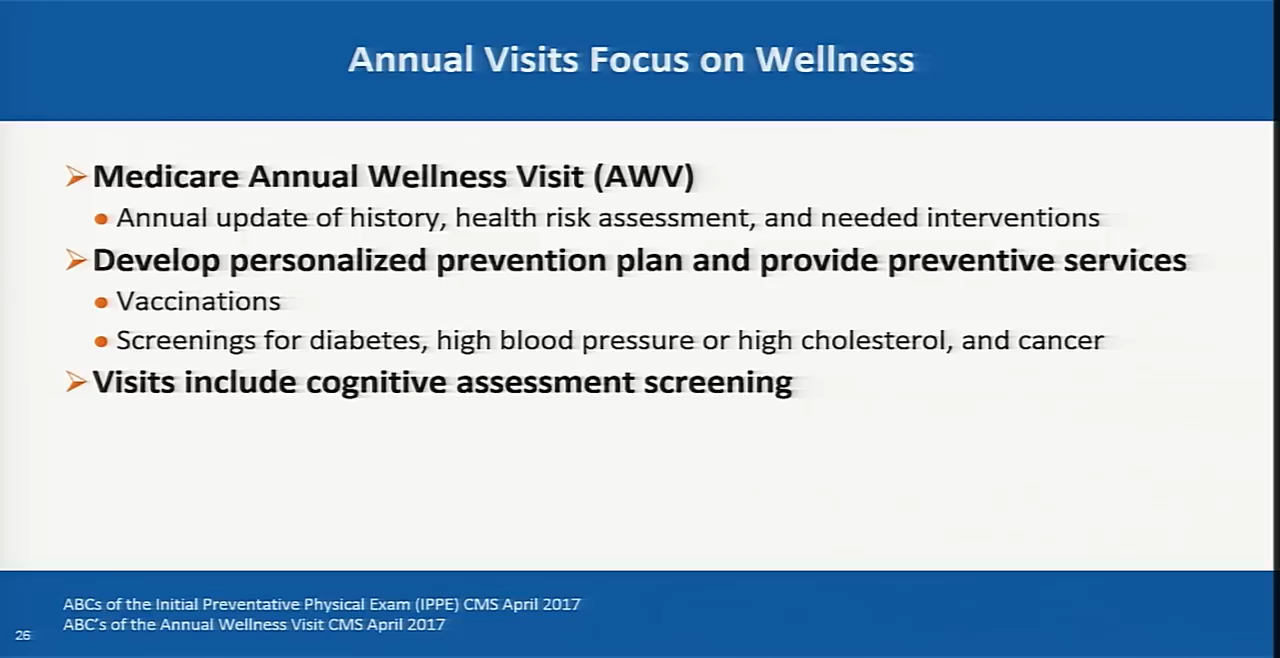 Annual Visits Focus on Wellness
➢Medicare Annual Wellness Visit (AWV)
● Annual update of history, health risk assessment, and needed interventions
➢Develop personalized prevention plan and provide preventive services
● Vaccinations
● Screenings for diabetes, high blood pressure or high cholesterol, and cancer
➢Visits include cognitive assessment screening
ABCs of the Initial Preventative Physical Exam (IPPE) CMS April 2017
ABC's of the Annual Wellness Visit CMS April 2017
26